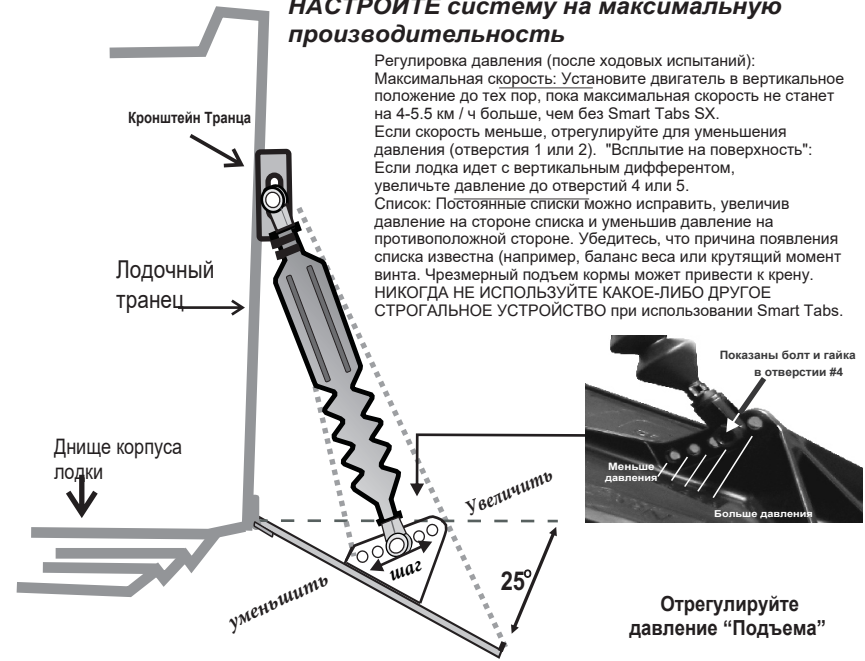 НАСТРОЙТЕ систему на максимальную
производительность
Регулировка давления (после ходовых испытаний):
Максимальная скорость: Установите двигатель в вертикальное
положение до тех пор, пока максимальная скорость не станет
на 4-5.5 км / ч больше, чем без Smart Tabs SX.
Если скорость меньше, отрегулируйте для уменьшения
давления (отверстия 1 или 2). "Всплытие на поверхность":
Если лодка идет с вертикальным дифферентом,
увеличьте давление до отверстий 4 или 5.
Список: Постоянные списки можно исправить, увеличив
давление на стороне списка и уменьшив давление на
противоположной стороне. Убедитесь, что причина появления
списка известна (например, баланс веса или крутящий момент
винта. Чрезмерный подъем кормы может привести к крену.
НИКОГДА НЕ ИСПОЛЬЗУЙТЕ КАКОЕ-ЛИБО ДРУГОЕ
СТРОГАЛЬНОЕ УСТРОЙСТВО при использовании Smart Tabs.
Кронштейн Транца
Лодочный
транец
Показаны болт и гайка
в отверстии #4
Меньше
давления
Больше давления
Днище корпуса
лодки
Увеличить
шаг
уменьшить
25°
Отрегулируйте
давление “Подъема”